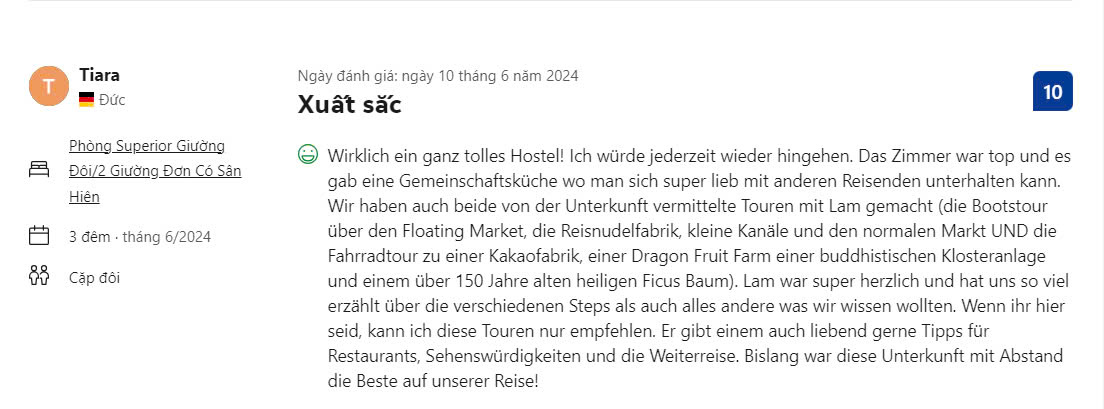 T
Tiara
Đức
Phòng Superior Giường
Đôi/2 Giường Đơn Có Sân
Hiên
3 đêm · tháng 6/2024
Cặp đôi
Ngày đánh giá: ngày 10 tháng 6 năm 2024
Xuất sắc
10
Wirklich ein ganz tolles Hostel! Ich würde jederzeit wieder hingehen. Das Zimmer war top und es
gab eine Gemeinschaftsküche wo man sich super lieb mit anderen Reisenden unterhalten kann.
Wir haben auch beide von der Unterkunft vermittelte Touren mit Lam gemacht (die Bootstour
über den Floating Market, die Reisnudelfabrik, kleine Kanäle und den normalen Markt UND die
Fahrradtour zu einer Kakaofabrik, einer Dragon Fruit Farm einer buddhistischen Klosteranlage
und einem über 150 Jahre alten heiligen Ficus Baum). Lam war super herzlich und hat uns so viel
erzählt über die verschiedenen Steps als auch alles andere was wir wissen wollten. Wenn ihr hier
seid, kann ich diese Touren nur empfehlen. Er gibt einem auch liebend gerne Tipps für
Restaurants, Sehenswürdigkeiten und die Weiterreise. Bislang war diese Unterkunft mit Abstand
die Beste auf unserer Reise!